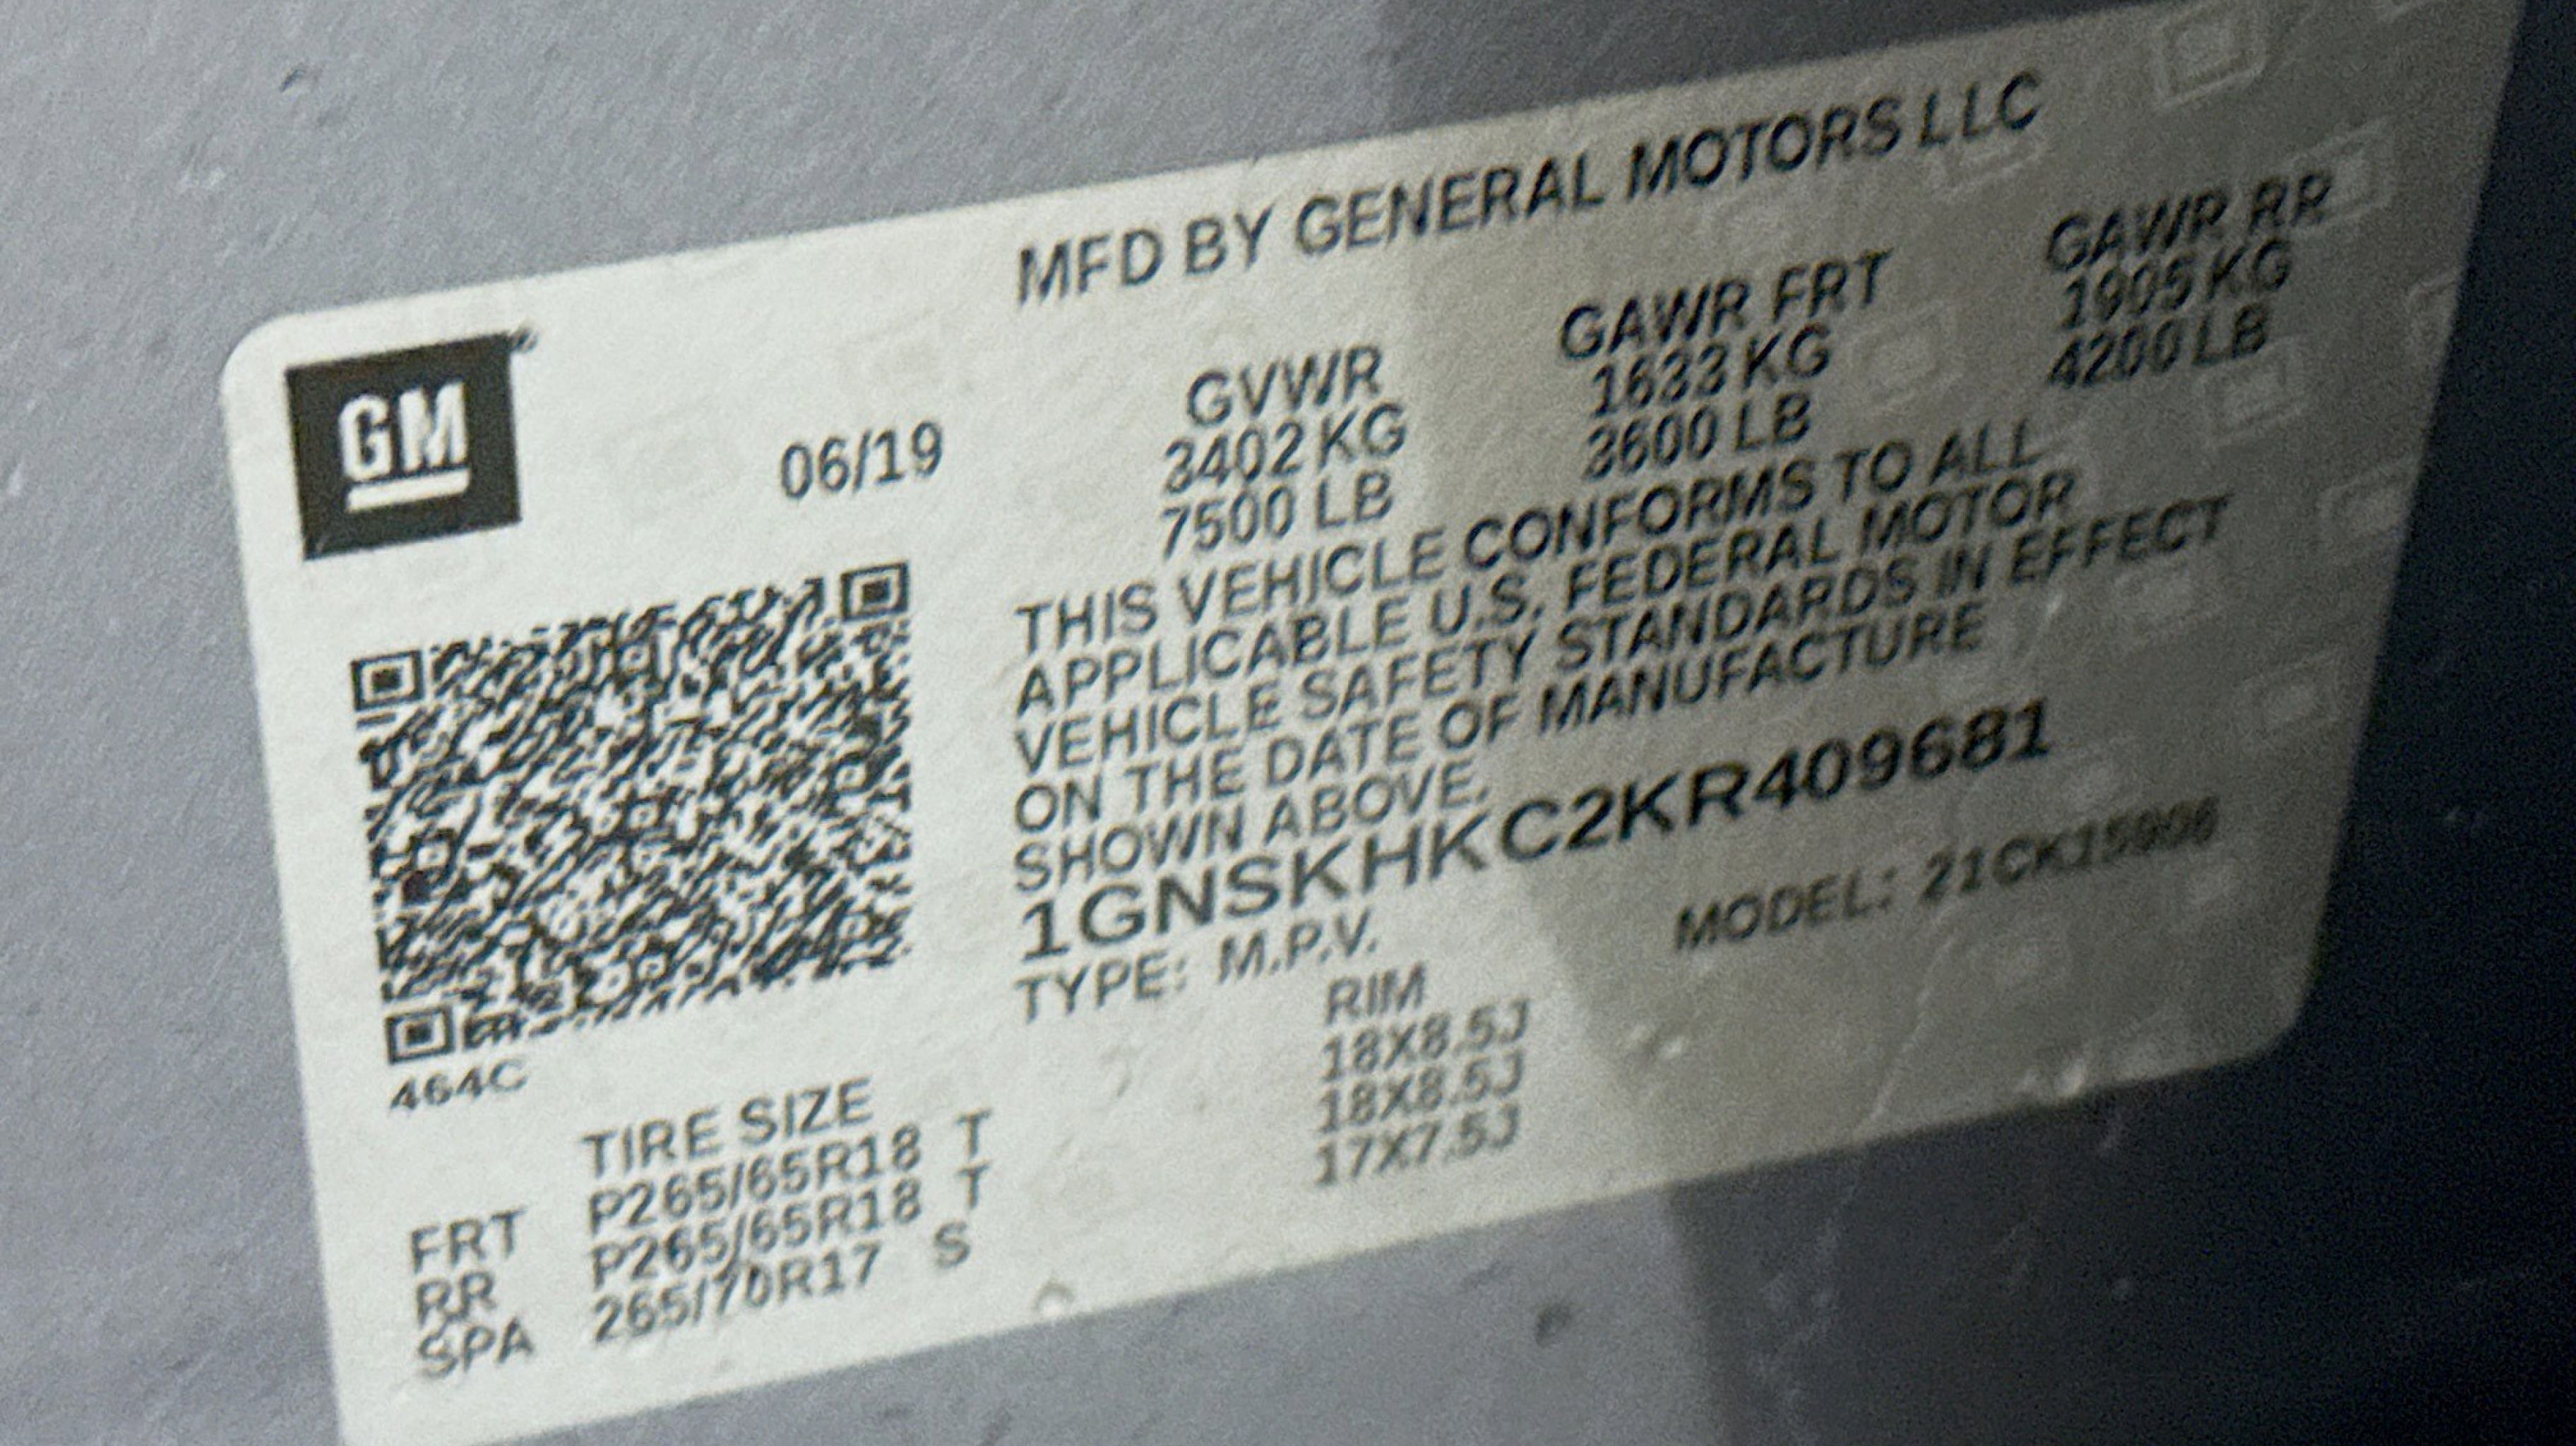 MFD BY GENERAL MOTORS LLC
GM
06/19
GVWR GAWR FRT GAWR RR
3402 KG 1633 KG 1905 KG
7500 LB 3600 LB 4200 LB
THIS VEHICLE CONFORMS TO ALL
APPLICABLE U.S. FEDERAL MOTOR
VEHICLE SAFETY STANDARDS IN EFFECT
ON THE DATE OF MANUFACTURE
SHOWN ABOVE.
1GNSKHKC2KR409681
TYPE: M.P.V. MODEL: 21CK15906
464C
TIRE SIZE RIM
FRT P265/65R18 T 18X8.5J
RR P265/65R18 T 18X8.5J
SPA 265/70R17 S 17X7.5J